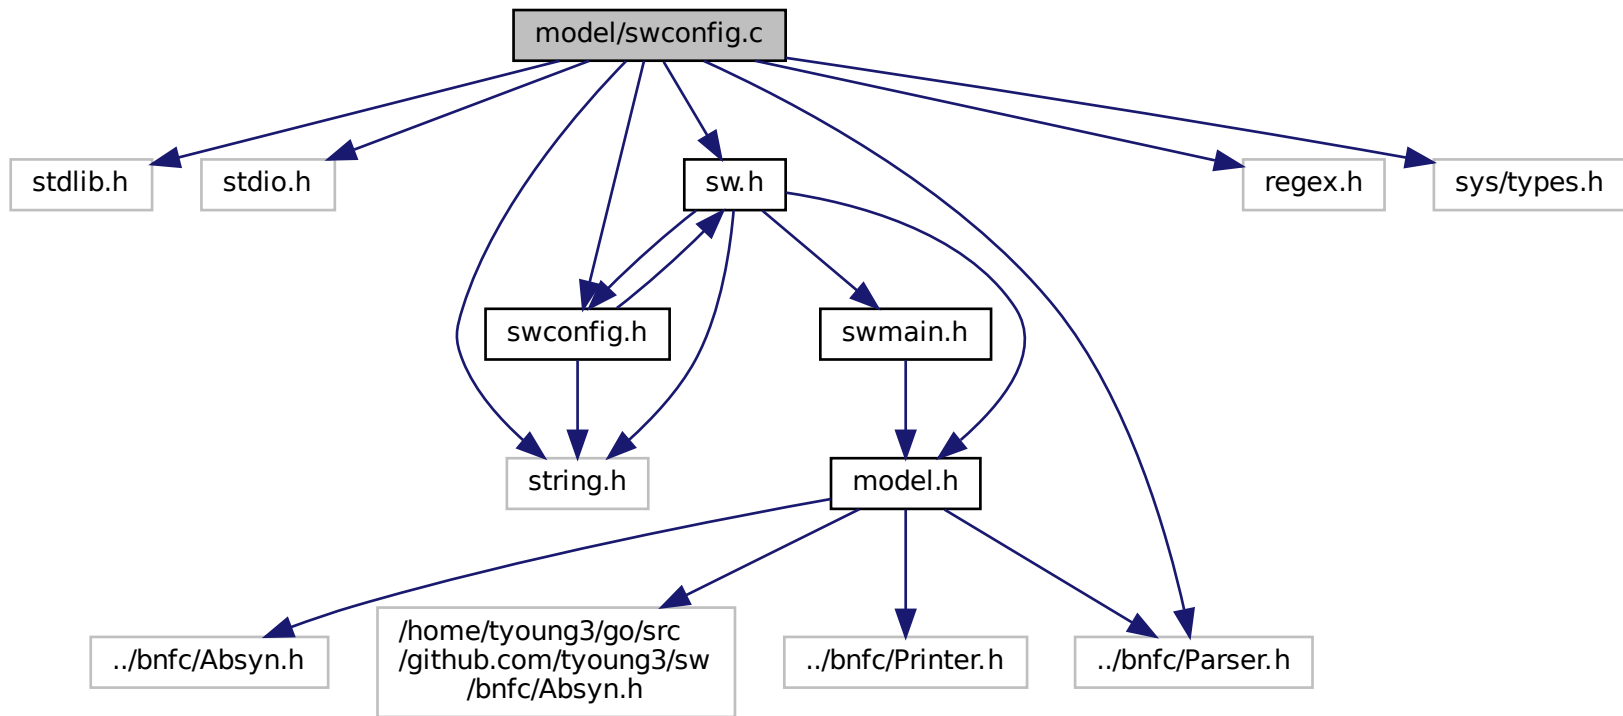 model/swconfig.c
stdlib.h
stdio.h
sw.h
regex.h
sys/types.h
swconfig.h
swmain.h
string.h
model.h
../bnfc/Absyn.h
/home/tyoung3/go/src
/github.com/tyoung3/sw
/bnfc/Absyn.h
../bnfc/Printer.h
../bnfc/Parser.h